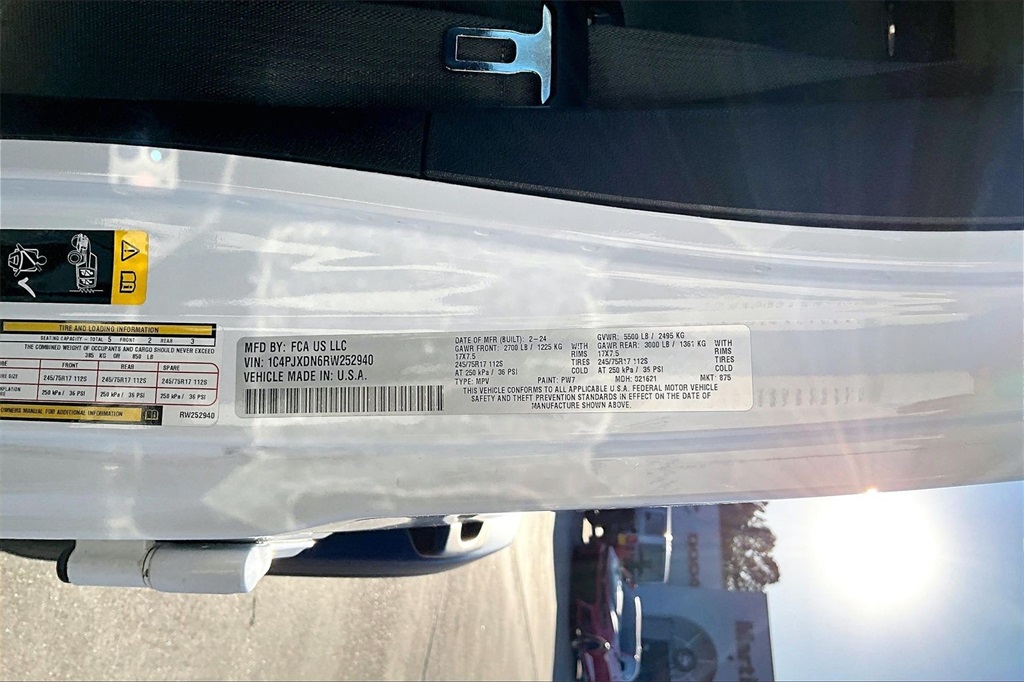 TIRE AND LOADING INFORMATION
SEATING CAPACITY - TOTAL 5 FRONT 2 REAR 3
THE COMBINED WEIGHT OF OCCUPANTS AND CARGO SHOULD NEVER EXCEED
385 KG OR 850 LB
FRONT REAR SPARE
SIZE 245/75R17 112S 245/75R17 112S 245/75R17 112S
250 kPa / 36 PSI 250 kPa / 36 PSI 250 kPa / 36 PSI
OWNERS MANUAL FOR ADDITIONAL INFORMATION
RW252940
MFD BY: FCA US LLC
VIN: 1C4PJXDN6RW252940
VEHICLE MADE IN: U.S.A.
DATE OF MFR (BUILT): 2-24
GAWR FRONT: 2700 LB / 1225 KG WITH
17X7.5 RIMS
245/75R17 112S TIRES
AT 250 kPa / 36 PSI COLD
GVWR: 5500 LB / 2495 KG
GAWR REAR: 3000 LB / 1361 KG WITH
17X7.5 RIMS
245/75R17 112S TIRES
AT 250 kPa / 36 PSI COLD
TYPE: MPV PAINT: PW7 MDH: 021621 MKT: 875
THIS VEHICLE CONFORMS TO ALL APPLICABLE U.S.A. FEDERAL MOTOR VEHICLE
SAFETY AND THEFT PREVENTION STANDARDS IN EFFECT ON THE DATE OF
MANUFACTURE SHOWN ABOVE.